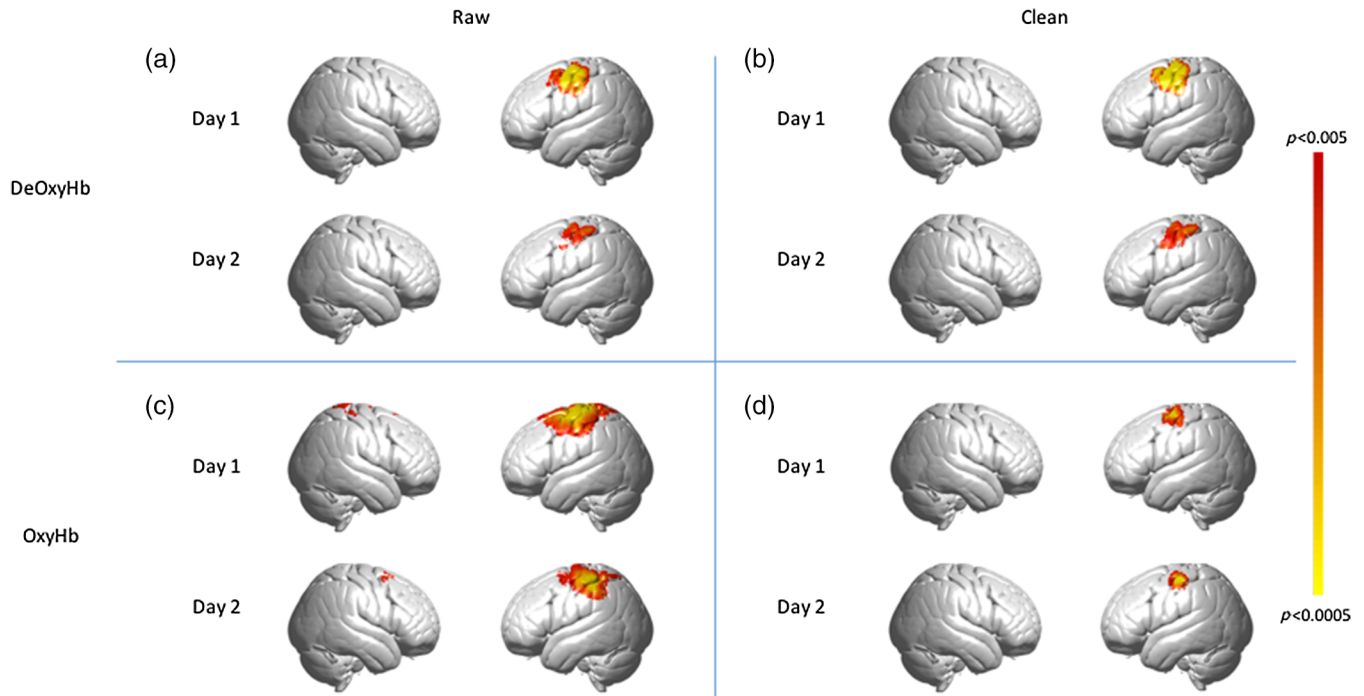 Raw
Clean
(a)
(b)
Day 1
Day 1
p<0.005
DeOxyHb
Day 2
Day 2
(c)
(d)
Day 1
Day 1
OxyHb
Day 2
Day 2
p<0.0005